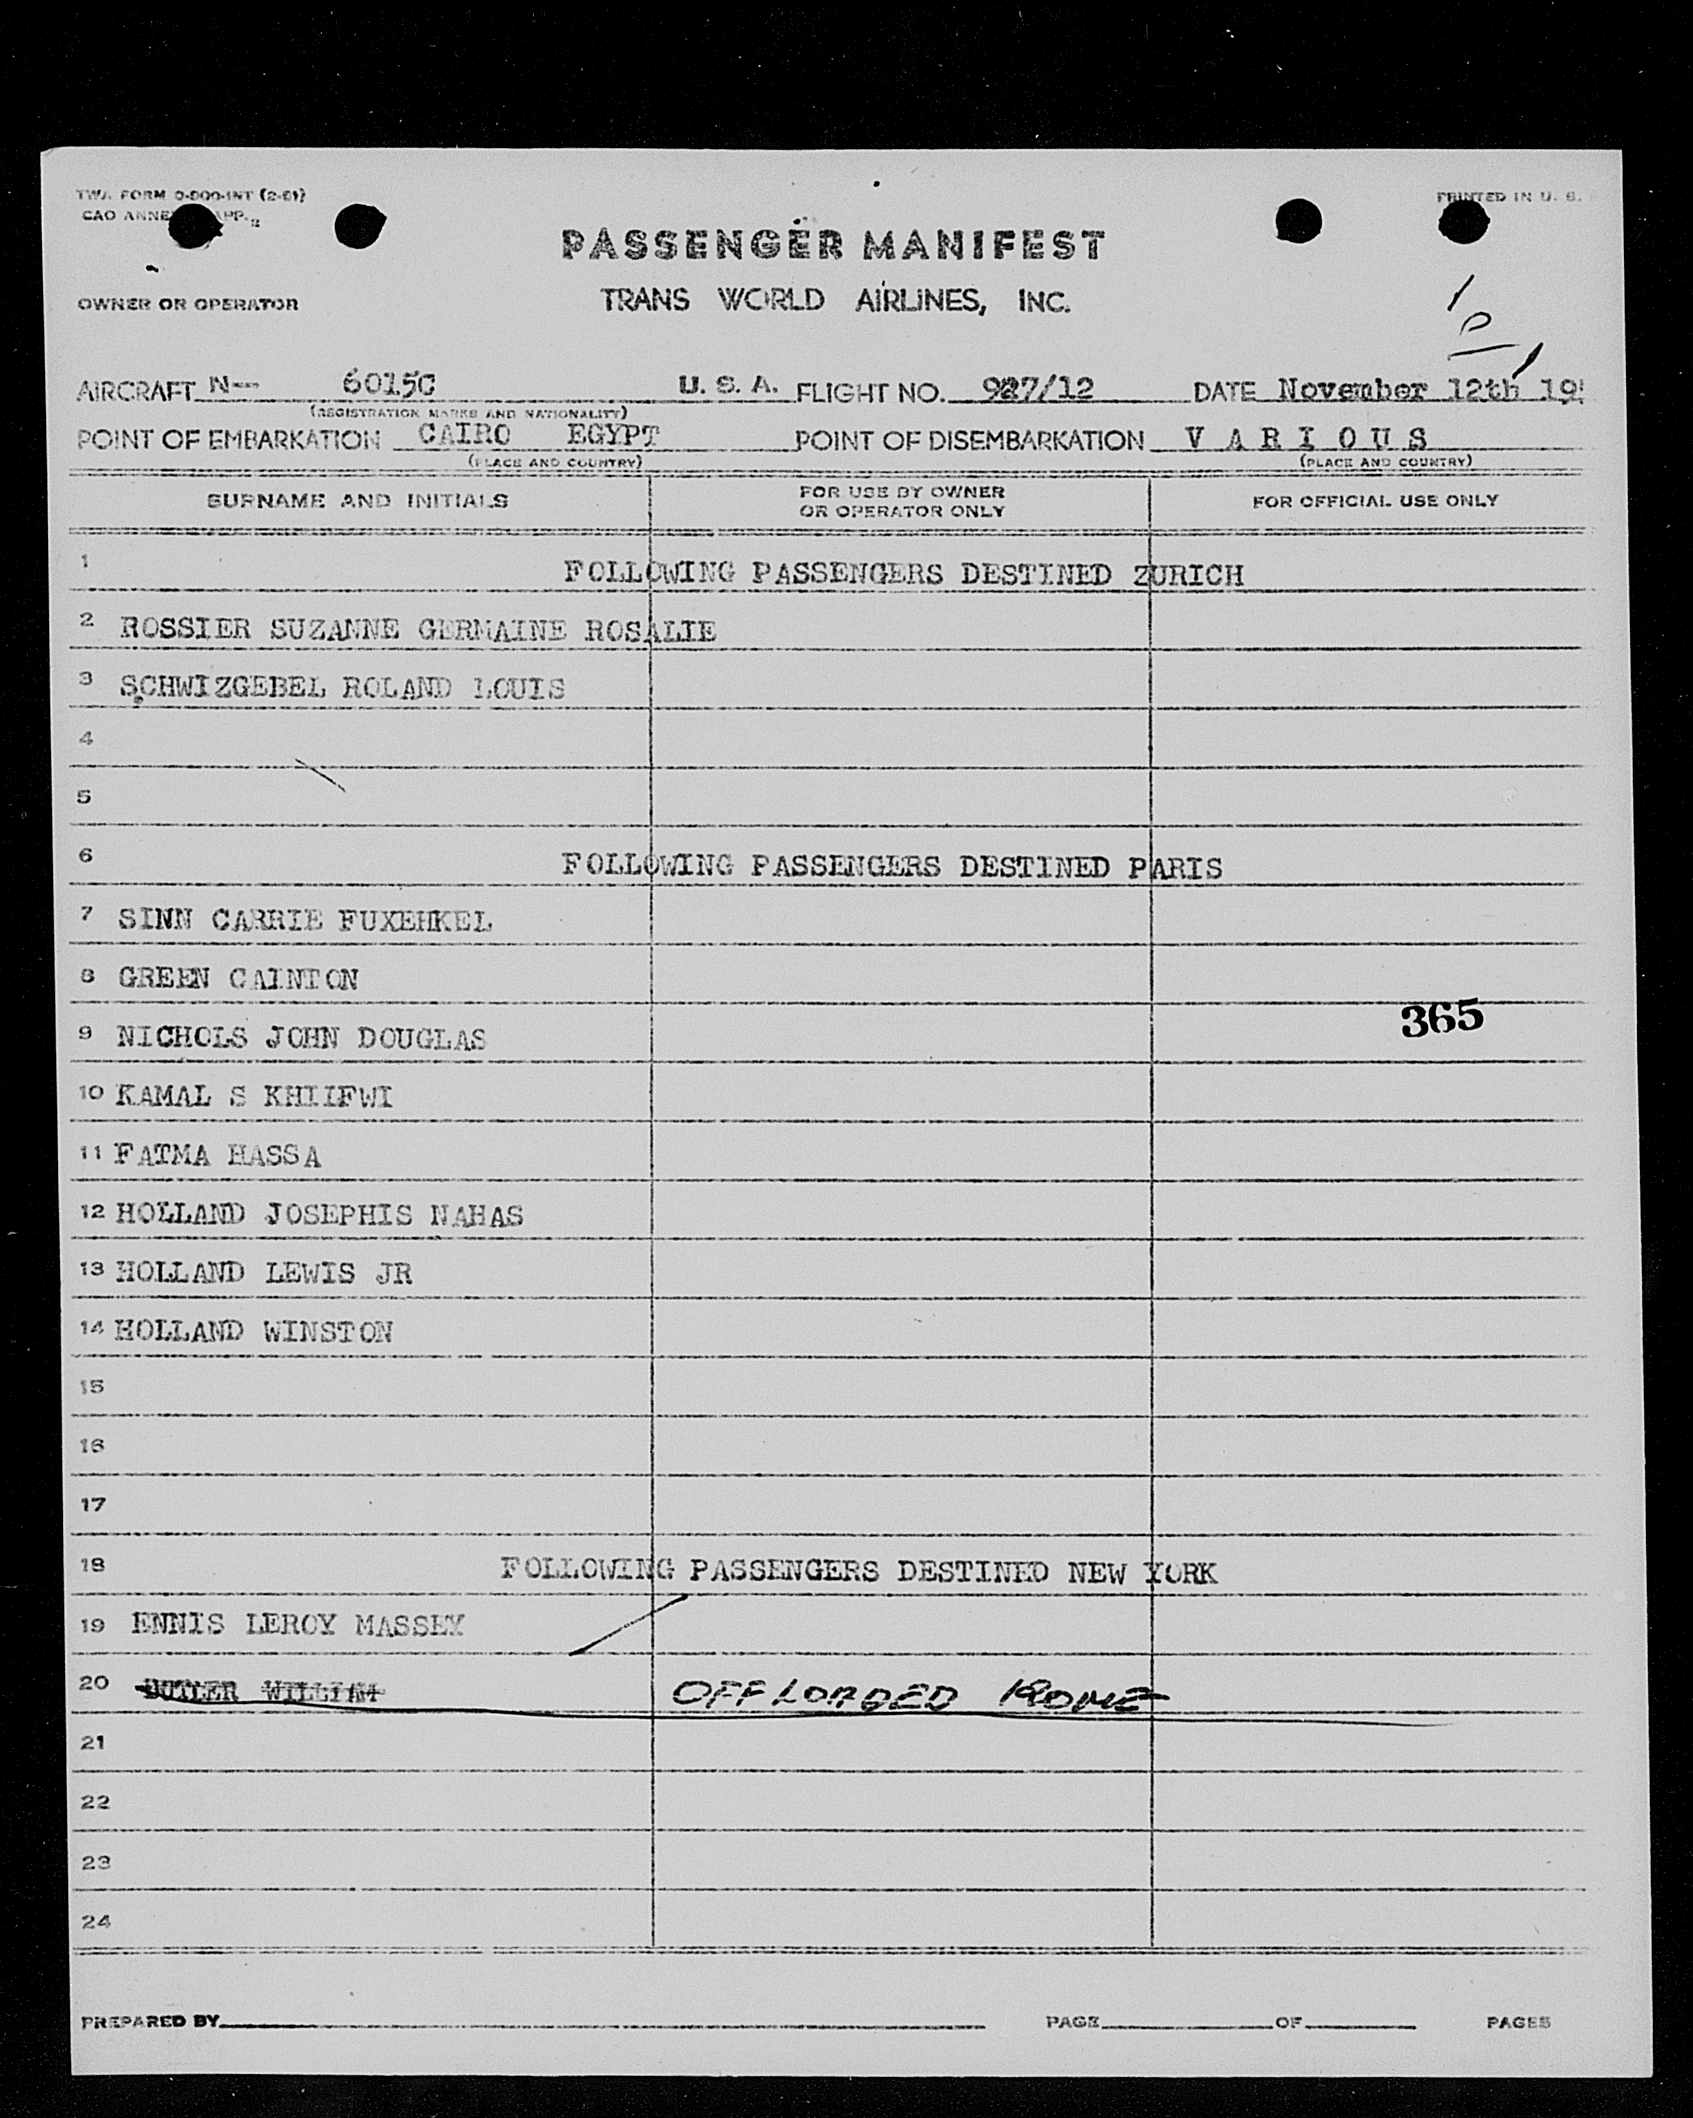 TWA FORM O-900-INT (2-51)
PRINTED IN U. S.
CAO ANNE APP. 2
PASSENGER MANIFEST
OWNER OR OPERATOR
TRANS WORLD AIRLINES, INC.
AIRCRAFT N-- 6015C U. S. A. FLIGHT NO. 927/12 DATE November 12th 19
(REGISTRATION MARKS AND NATIONALITY)
POINT OF EMBARKATION CAIRO EGYPT POINT OF DISEMBARKATION V A R I O U S
(PLACE AND COUNTRY) (PLACE AND COUNTRY)
SURNAME AND INITIALS FOR USE BY OWNER OR OPERATOR ONLY FOR OFFICIAL USE ONLY
1 FOLLOWING PASSENGERS DESTINED ZURICH
2 ROSSIER SUZANNE GERMAINE ROSALIE
3 SCHWIZGEBEL ROLAND LOUIS
4
5
6 FOLLOWING PASSENGERS DESTINED PARIS
7 SINN CARRIE FUXEHKEL
8 GREEN CAINTON
365
9 NICHOLS JOHN DOUGLAS
10 KAMAL S KHIIFWI
11 FATMA HASSA
12 HOLLAND JOSEPHIS NAHAS
13 HOLLAND LEWIS JR
14 HOLLAND WINSTON
15
16
17
18 FOLLOWING PASSENGERS DESTINED NEW YORK
19 ENNIS LEROY MASSEY
20 BUTLER WILLIAM OFFLOADED ROME
21
22
23
24
PREPARED BY PAGE OF PAGES